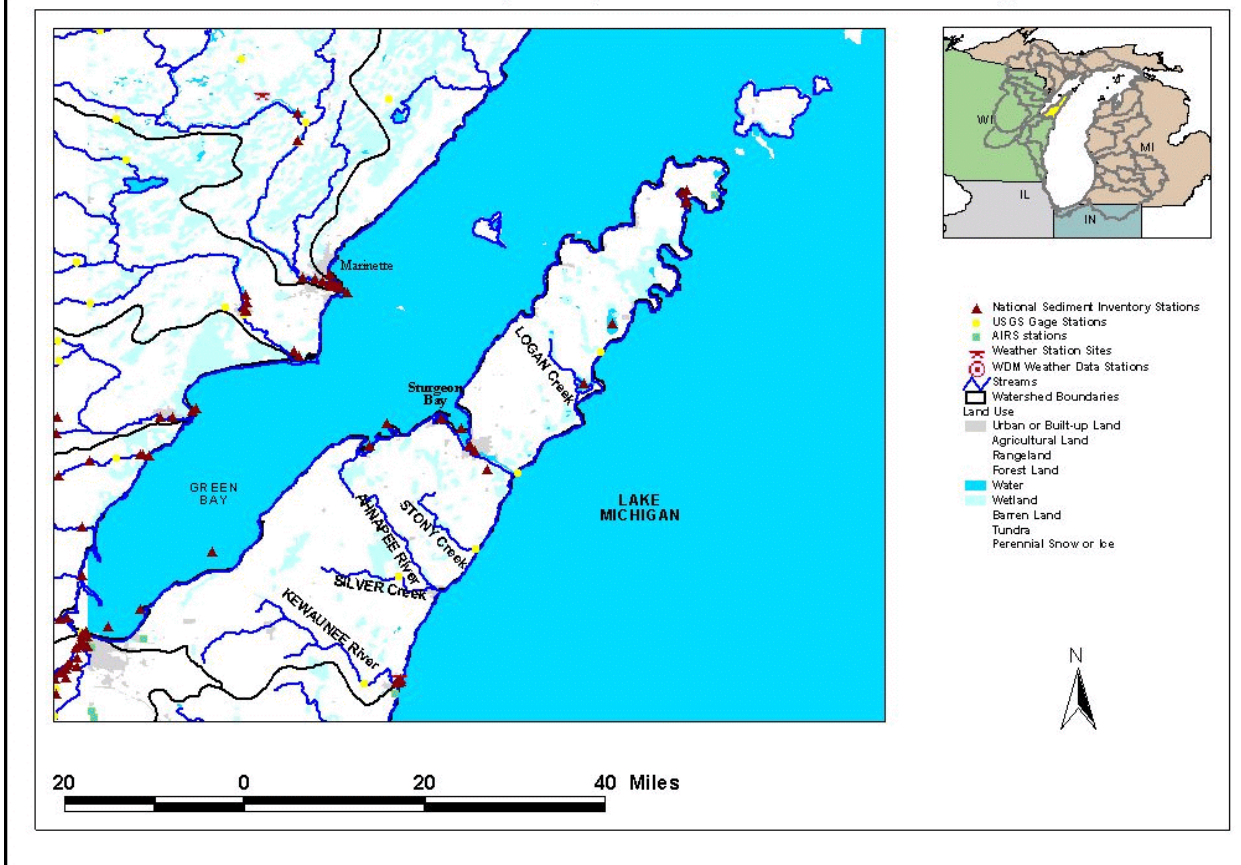 Marinette
LOGAN Creek
Sturgeon
Bay
GREEN
BAY
LAKE
MICHIGAN
STONY Creek
AHNAPEE River
SILVER Creek
KEWAUNEE River
WI
MI
IL
IN
National Sediment Inventory Stations
USGS Gage Stations
AIRS stations
Weather Station Sites
WDM Weather Data Stations
Streams
Watershed Boundaries
Land Use
Urban or Built-up Land
Agricultural Land
Rangeland
Forest Land
Water
Wetland
Barren Land
Tundra
Perennial Snow or Ice
N
20 0 20 40 Miles